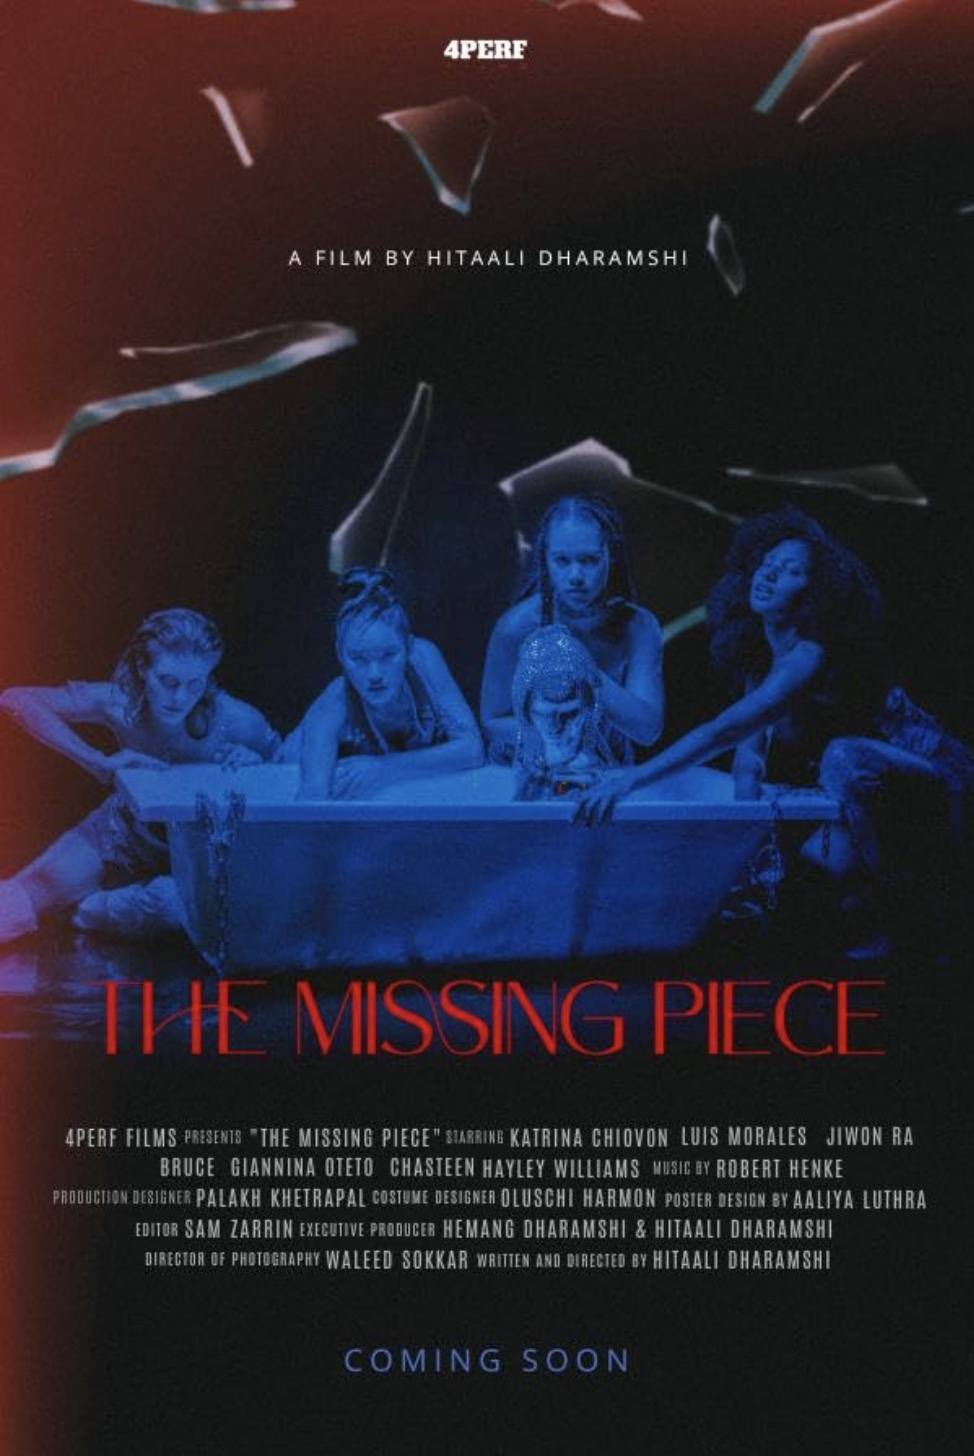 4PERF
A FILM BY HITAALI DHARAMSHI
THE MISSING PIECE
4PERF FILMS PRESENTS "THE MISSING PIECE" STARRING KATRINA CHIOVON LUIS MORALES JIWON RA
BRUCE GIANNINA OTETO CHASTEEN HAYLEY WILLIAMS MUSIC BY ROBERT HENKE
PRODUCTION DESIGNER PALAKH KHETRAPAL COSTUME DESIGNER OLUSCHI HARMON POSTER DESIGN BY AALIYA LUTHRA
EDITOR SAM ZARRIN EXECUTIVE PRODUCER HEMANG DHARAMSHI & HITAALI DHARAMSHI
DIRECTOR OF PHOTOGRAPHY WALEED SOKKAR WRITTEN AND DIRECTED BY HITAALI DHARAMSHI
COMING SOON